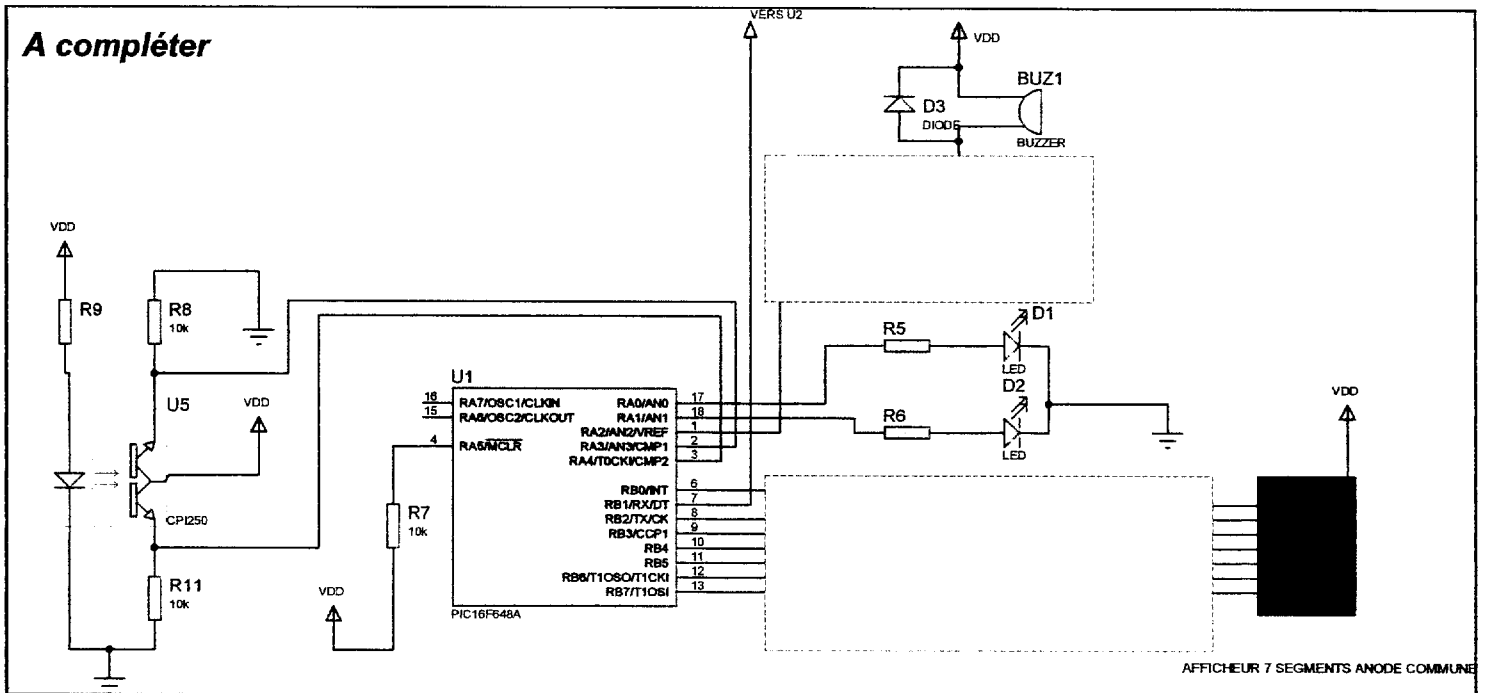 A compléter
VERS U2
VDD
BUZ1
D3
DIODE
BUZZER
VDD
R9
R8
10k
U5
VDD
CPI250
R11
10k
R7
10k
VDD
U1
16
RA7/OSC1/CLKIN
15
RA6/OSC2/CLKOUT
4
RA5/MCLR
RA0/AN0
17
RA1/AN1
18
RA2/AN2/VREF
1
RA3/AN3/CMP1
2
RA4/T0CKI/CMP2
3
RB0/INT
6
RB1/RX/DT
7
RB2/TX/CK
8
RB3/CCP1
9
RB4
10
RB5
11
RB6/T1OSO/T1CKI
12
RB7/T1OSI
13
PIC16F648A
R5
D1
LED
R6
D2
LED
VDD
AFFICHEUR 7 SEGMENTS ANODE COMMUNE